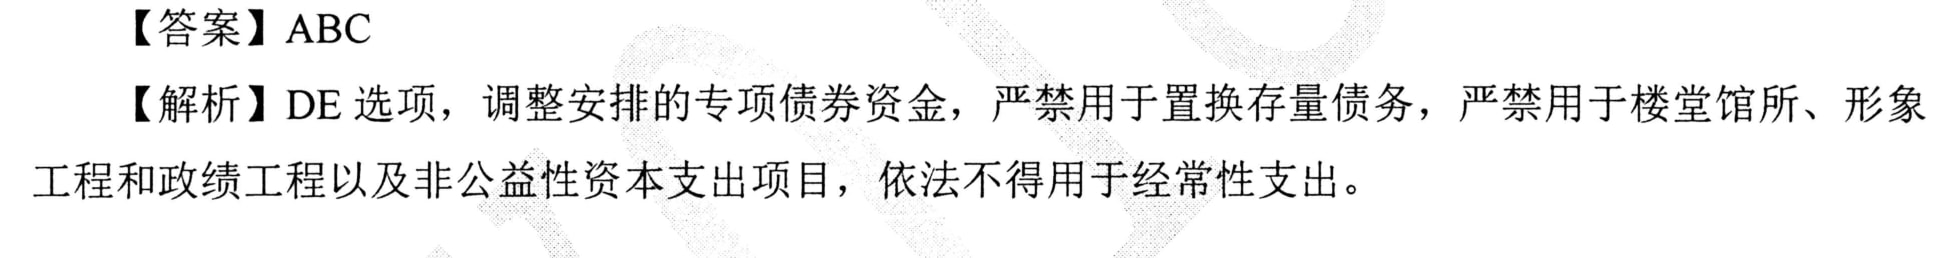 【答案】ABC
【解析】DE 选项，调整安排的专项债券资金，严禁用于置换存量债务，严禁用于楼堂馆所、形象
工程和政绩工程以及非公益性资本支出项目，依法不得用于经常性支出。